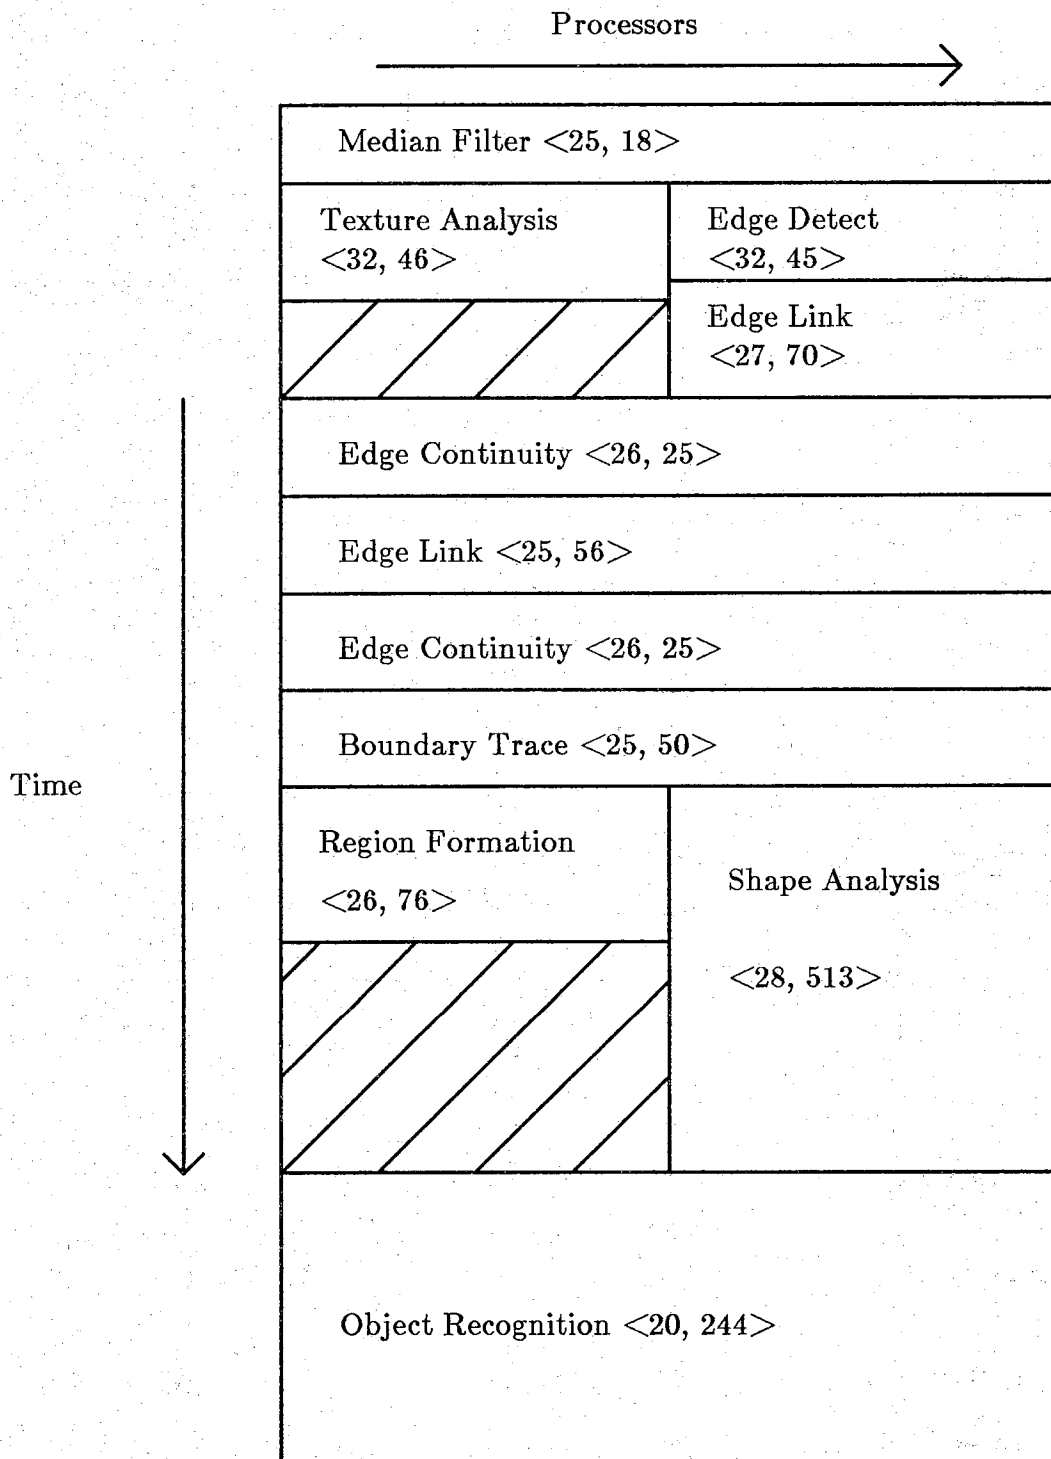 Processors
Median Filter <25, 18>
Texture Analysis
<32, 46>
Edge Detect
<32, 45>
Edge Link
<27, 70>
Edge Continuity <26, 25>
Edge Link <25, 56>
Edge Continuity <26, 25>
Boundary Trace <25, 50>
Time
Region Formation
<26, 76>
Shape Analysis
<28, 513>
Object Recognition <20, 244>